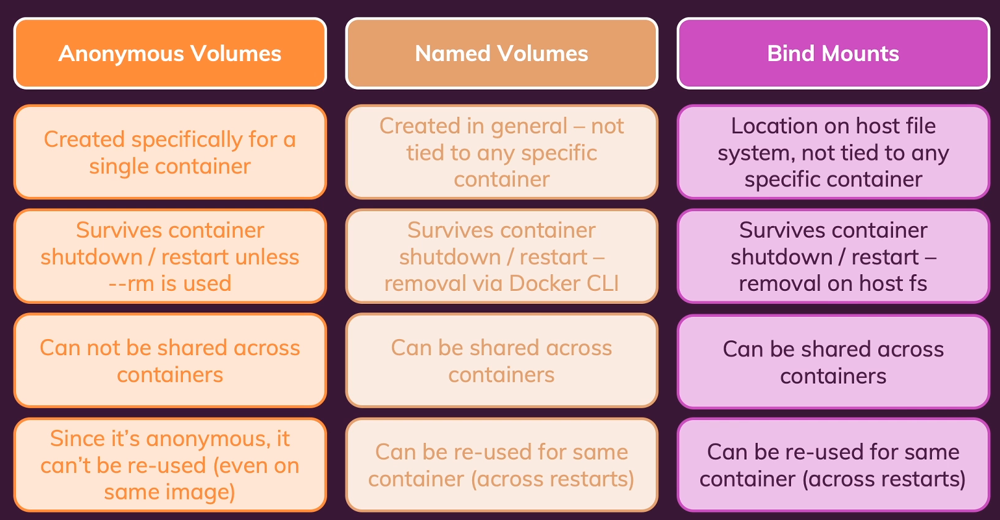 Anonymous Volumes
Named Volumes
Bind Mounts
Created specifically for a
single container
Created in general – not
tied to any specific
container
Location on host file
system, not tied to any
specific container
Survives container
shutdown / restart unless
--rm is used
Survives container
shutdown / restart –
removal via Docker CLI
Survives container
shutdown / restart –
removal on host fs
Can not be shared across
containers
Can be shared across
containers
Can be shared across
containers
Since it’s anonymous, it
can’t be re-used (even on
same image)
Can be re-used for same
container (across restarts)
Can be re-used for same
container (across restarts)